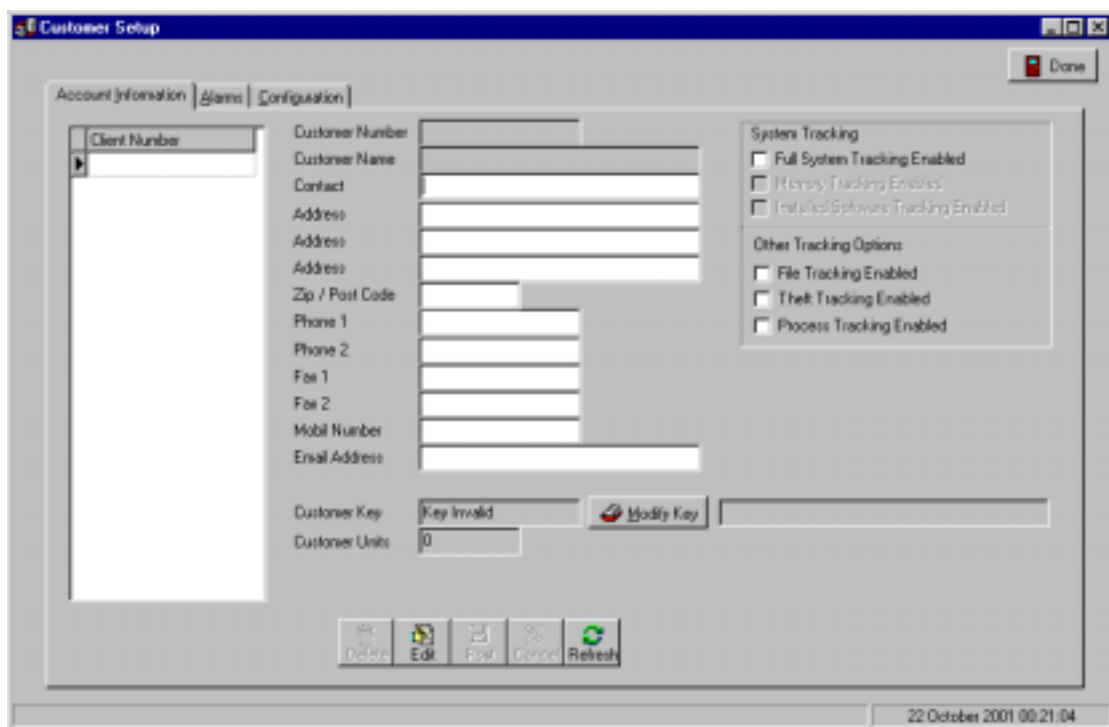 Customer Setup
Done
Account Information
Alarms
Configuration
Client Number
Customer Number
Customer Name
Contact
Address
Address
Address
Zip / Post Code
Phone 1
Phone 2
Fax 1
Fax 2
Mobil Number
Email Address
Customer Key
Key Invalid
Modify Key
Customer Units
0
System Tracking
Full System Tracking Enabled
Memory Tracking Enabled
Installed Software Tracking Enabled
Other Tracking Options
File Tracking Enabled
Theft Tracking Enabled
Process Tracking Enabled
Delete
Edit
Post
Cancel
Refresh
22 October 2001 00:21:04